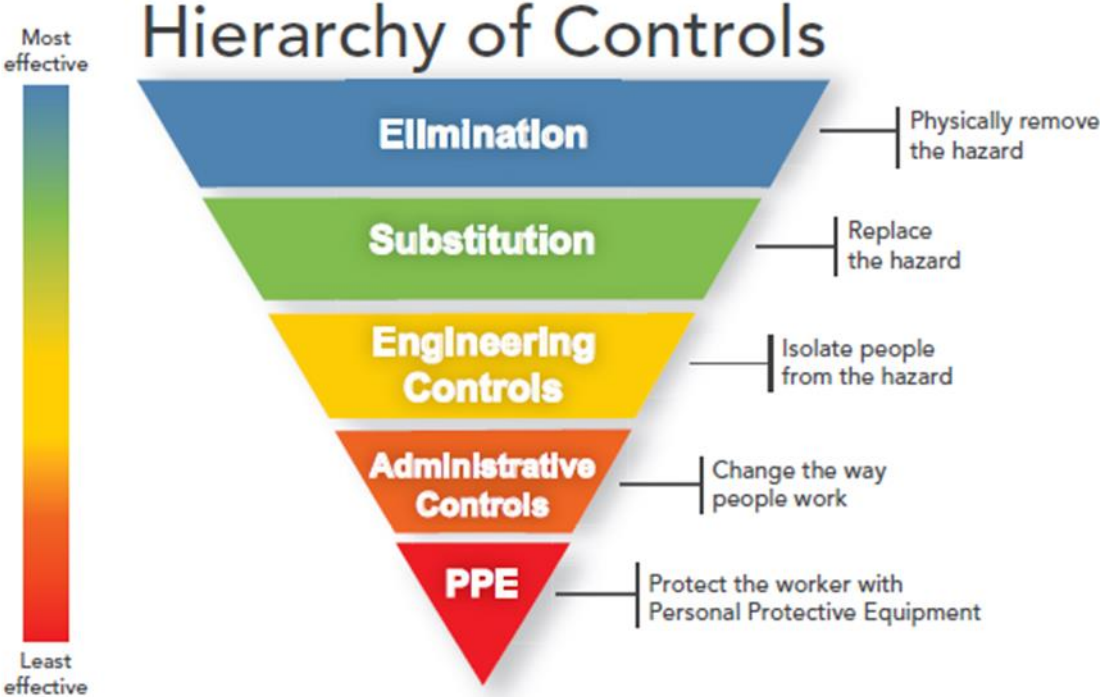 Hierarchy of Controls
Most
effective
Elimination
Physically remove
the hazard
Substitution
Replace
the hazard
Engineering
Controls
Isolate people
from the hazard
Administrative
Controls
Change the way
people work
PPE
Protect the worker with
Personal Protective Equipment
Least
effective